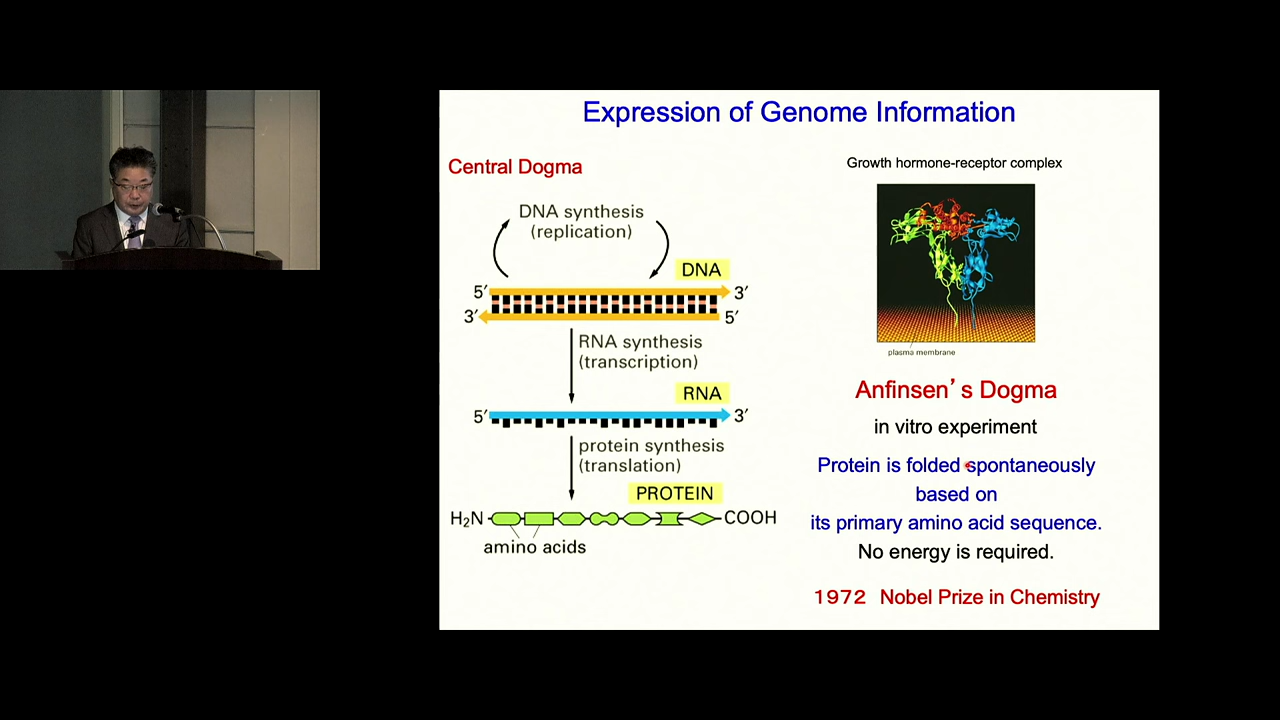 Expression of Genome Information
Central Dogma
DNA synthesis
(replication)
DNA
5′
3′
3′
5′
RNA synthesis
(transcription)
RNA
5′
3′
protein synthesis
(translation)
PROTEIN
H₂N
COOH
amino acids
Growth hormone-receptor complex
plasma membrane
Anfinsen’s Dogma
in vitro experiment
Protein is folded spontaneously
based on
its primary amino acid sequence.
No energy is required.
1972 Nobel Prize in Chemistry